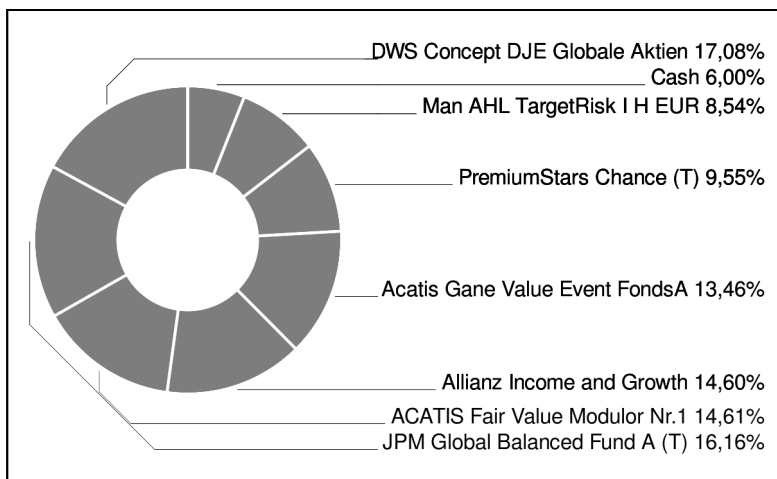 DWS Concept DJE Globale Aktien 17,08%
Cash 6,00%
Man AHL TargetRisk I H EUR 8,54%
PremiumStars Chance (T) 9,55%
Acatis Gane Value Event FondsA 13,46%
Allianz Income and Growth 14,60%
ACATIS Fair Value Modulor Nr.1 14,61%
JPM Global Balanced Fund A (T) 16,16%